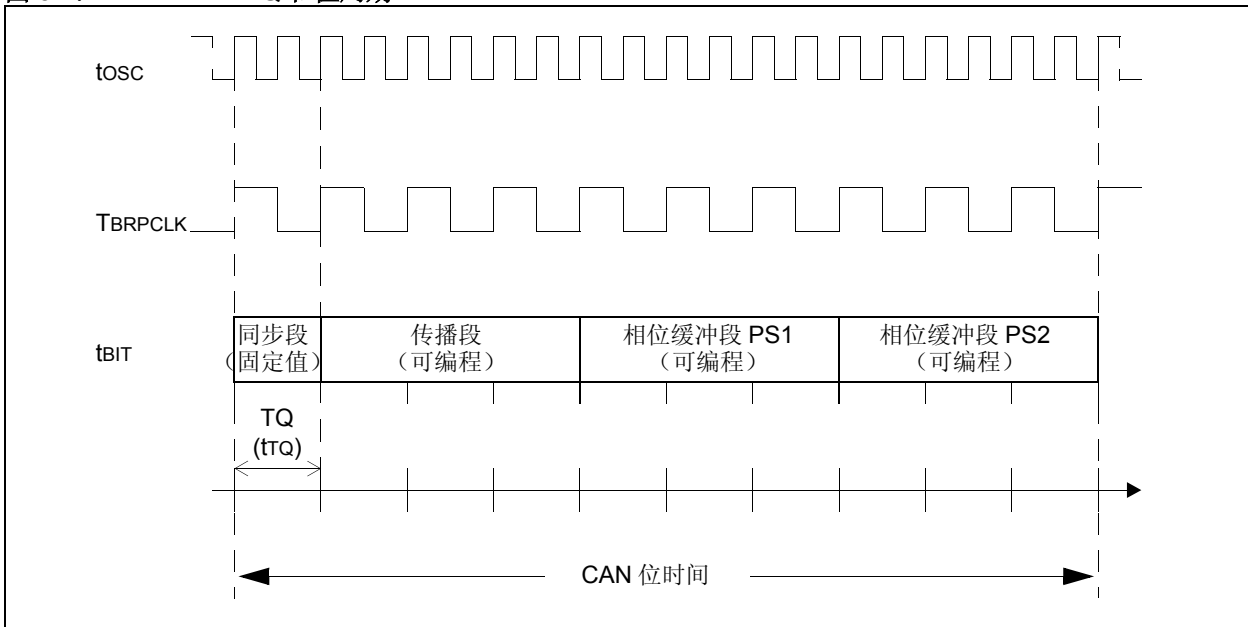 tOSC
TBRPCLK
tBIT
同步段
（固定值）
传播段
（可编程）
相位缓冲段 PS1
（可编程）
相位缓冲段 PS2
（可编程）
TQ
(tTQ)
CAN 位时间